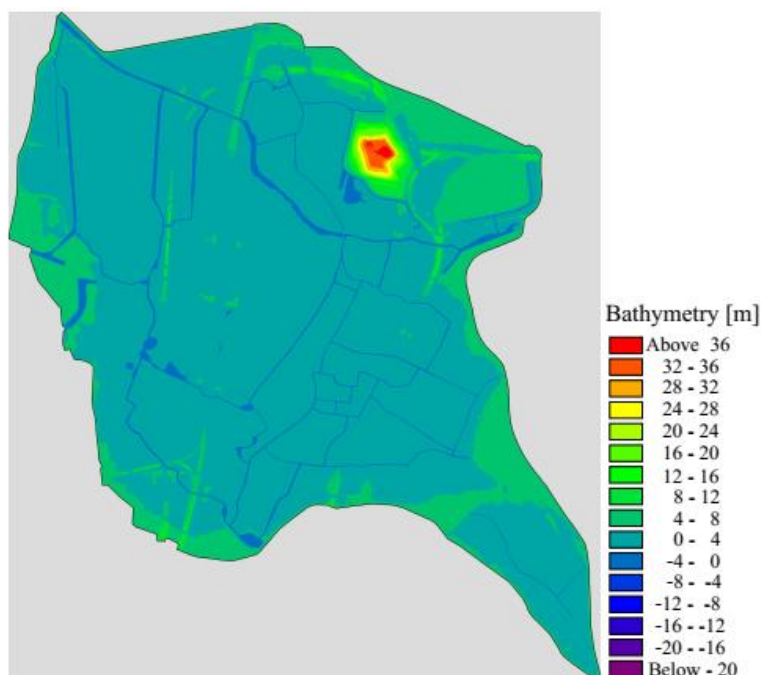 Bathymetry [m]
Above 36
32 - 36
28 - 32
24 - 28
20 - 24
16 - 20
12 - 16
8 - 12
4 - 8
0 - 4
-4 - 0
-8 - -4
-12 - -8
-16 - -12
-20 - -16
Below - 20